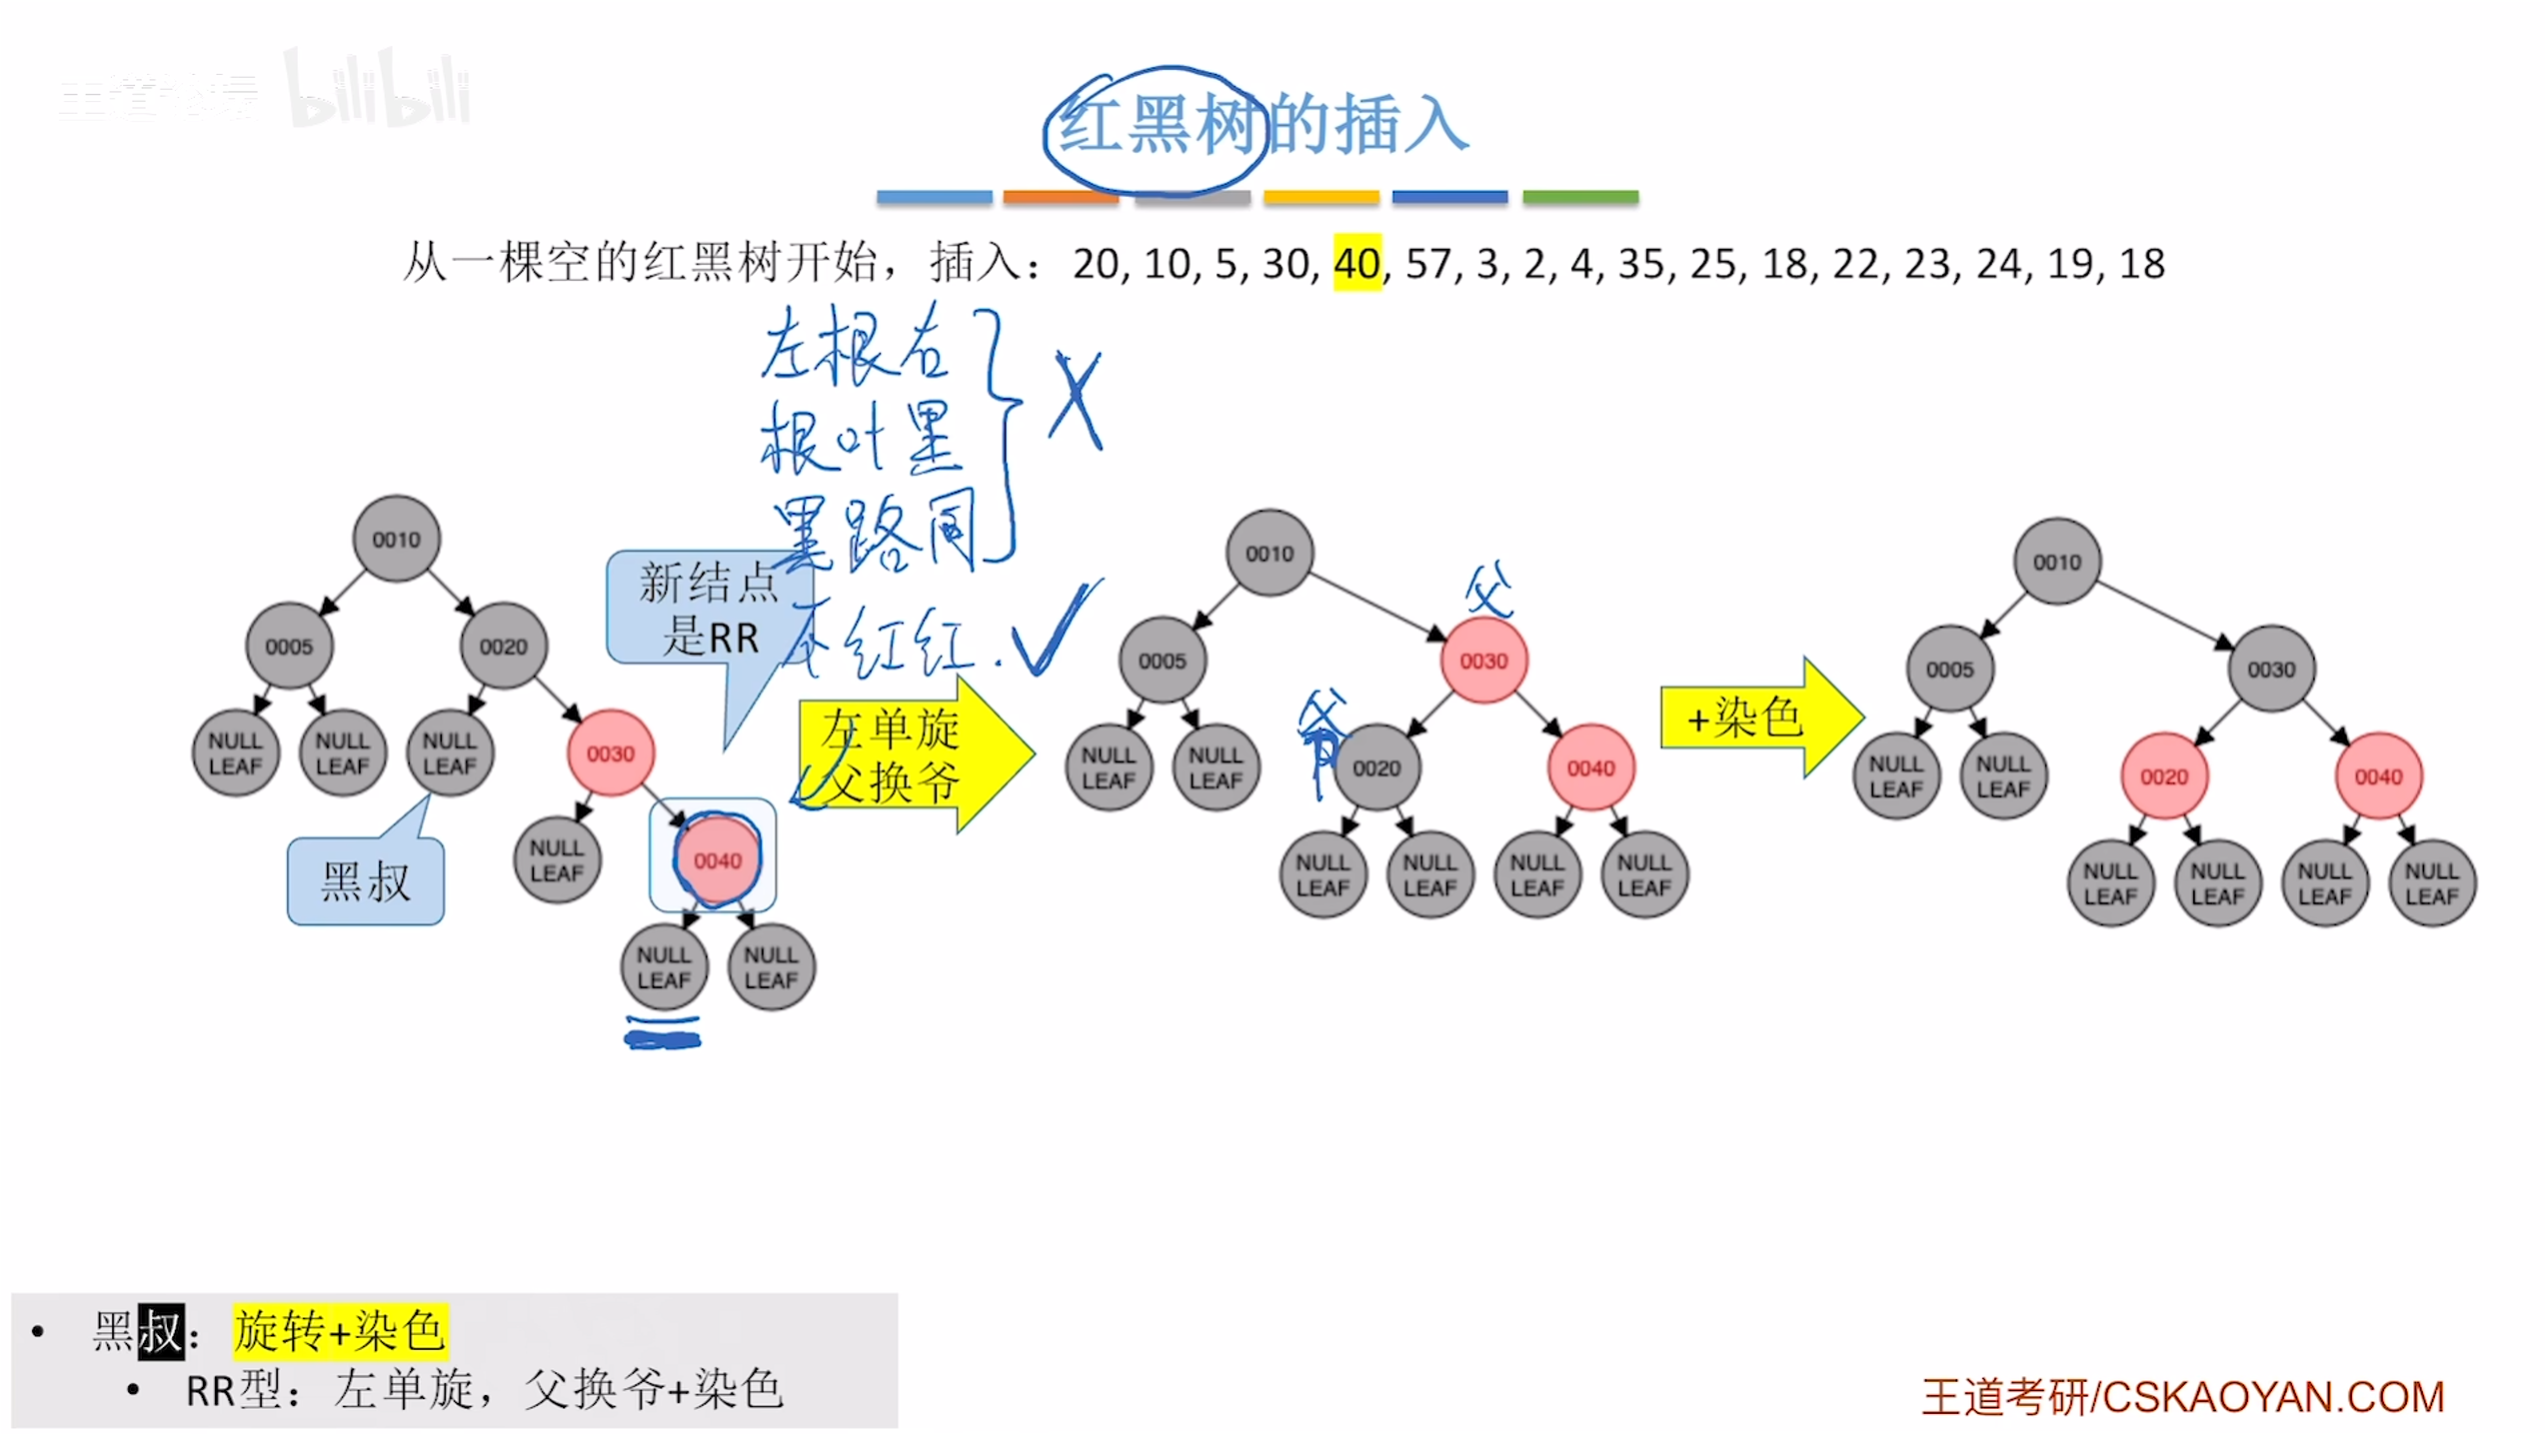 王道论坛 bilibili
红黑树的插入
从一棵空的红黑树开始，插入：20, 10, 5, 30, 40, 57, 3, 2, 4, 35, 25, 18, 22, 23, 24, 19, 18
左根右
根叶黑
黑路同
不红红.
0010
0005
0020
NULL LEAF
NULL LEAF
NULL LEAF
0030
NULL LEAF
0040
NULL LEAF
NULL LEAF
黑叔
新结点
是RR
左单旋
父换爷
0010
父
0005
0030
爷
NULL LEAF
NULL LEAF
0020
0040
NULL LEAF
NULL LEAF
NULL LEAF
NULL LEAF
+染色
0010
0005
0030
NULL LEAF
NULL LEAF
0020
0040
NULL LEAF
NULL LEAF
NULL LEAF
NULL LEAF
• 黑叔：旋转+染色
• RR型：左单旋，父换爷+染色
王道考研/CSKAOYAN.COM